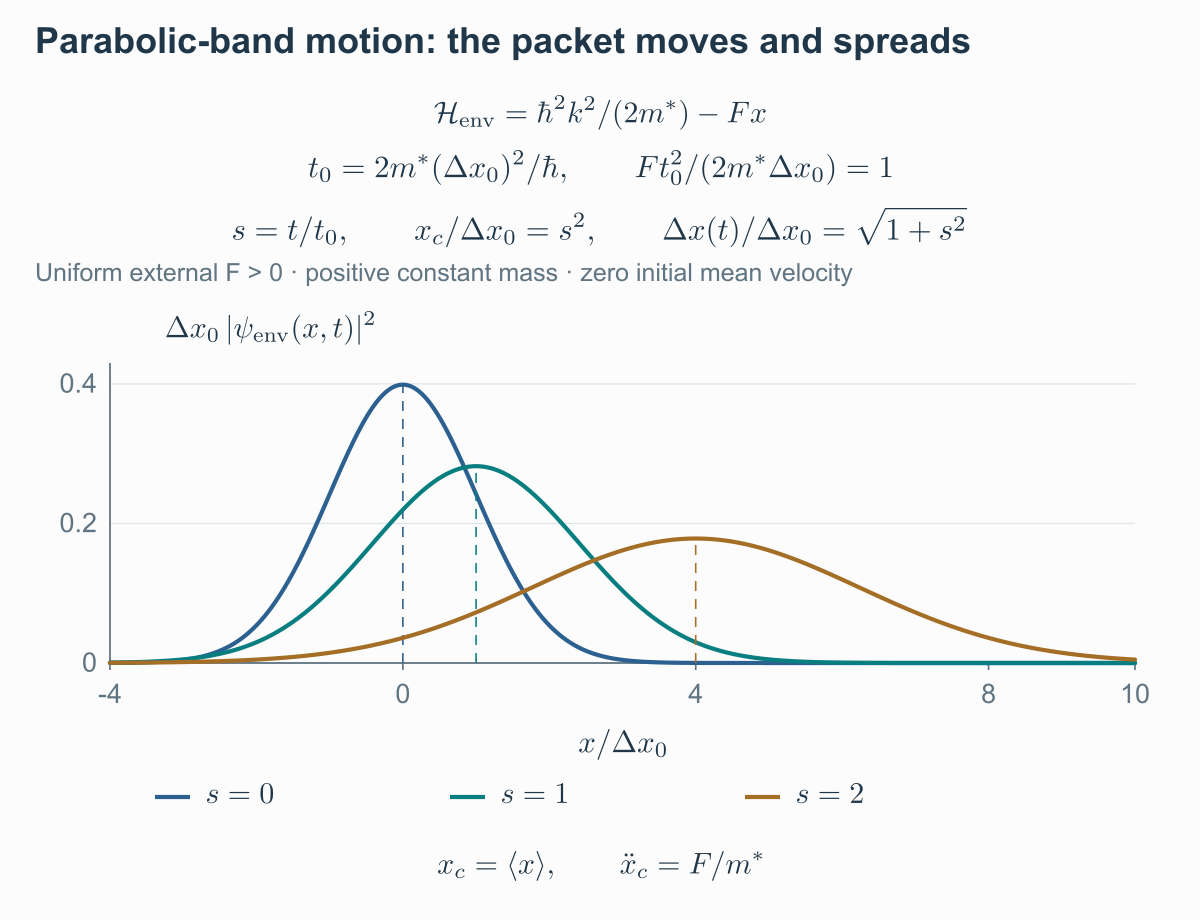 Parabolic-band motion: the packet moves and spreads
ℋ_env = ℏ²k²/(2m*) − Fx
t₀ = 2m*(Δx₀)²/ℏ,  Ft₀²/(2m*Δx₀) = 1
s = t/t₀,  x_c/Δx₀ = s²,  Δx(t)/Δx₀ = √(1 + s²)
Uniform external F > 0 · positive constant mass · zero initial mean velocity
Δx₀ |ψ_env(x, t)|²
0.4
0.2
0
-4 0 4 8 10
x/Δx₀
s = 0 s = 1 s = 2
x_c = ⟨x⟩,  ẍ_c = F/m*